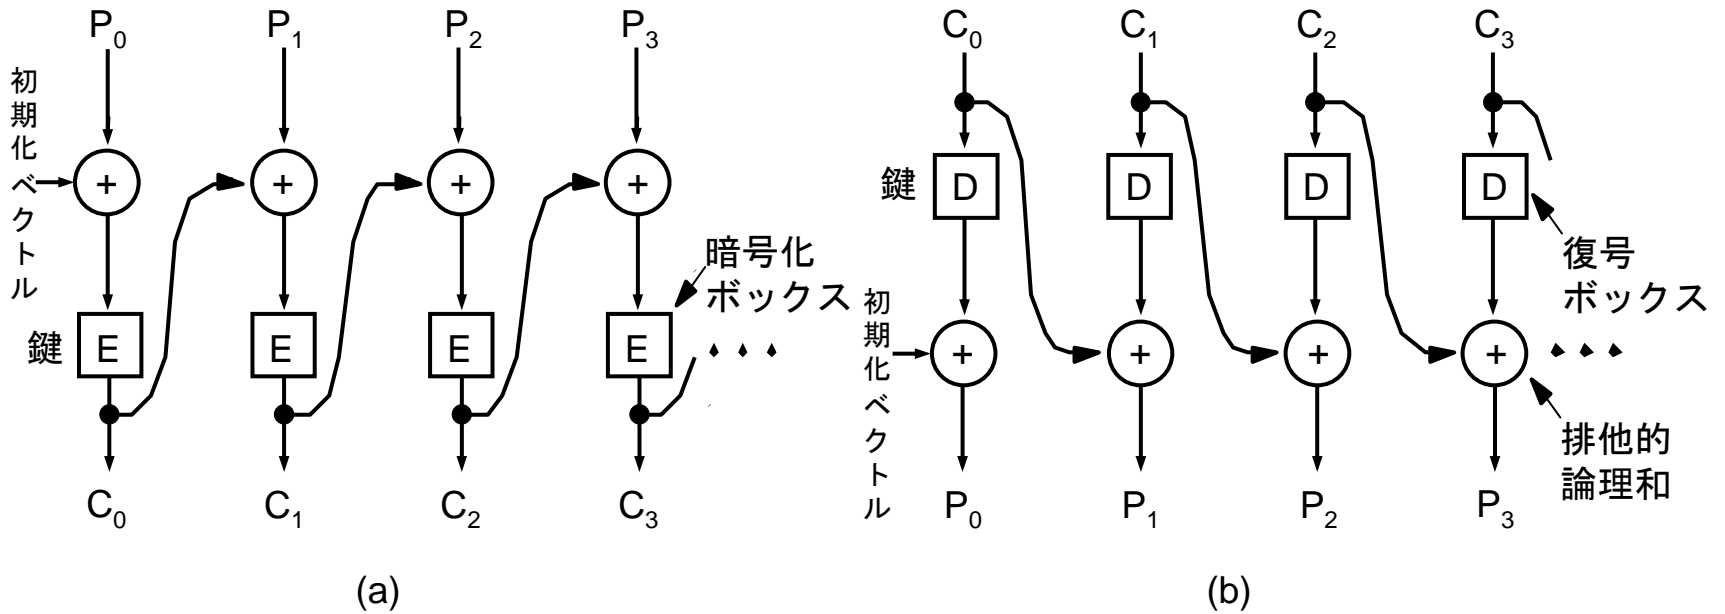 P0 P1 P2 P3
初期化ベクトル
+ + + +
暗号化
ボックス
鍵 E E E E
C0 C1 C2 C3
(a)
C0 C1 C2 C3
鍵 D D D D
復号
ボックス
初期化ベクトル
+ + + +
排他的
論理和
P0 P1 P2 P3
(b)